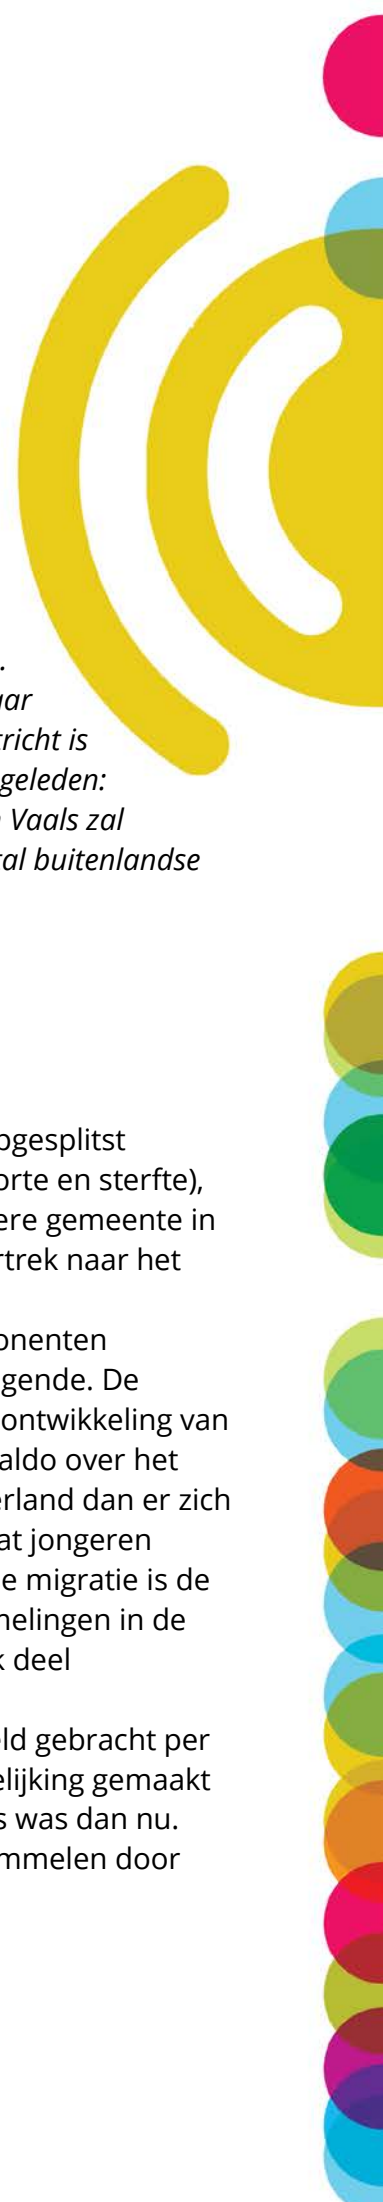 .
ar
richt is
geleden:
Vaals zal
al buitenlandse
ogesplitst
orte en sterfte),
ere gemeente in
rtrek naar het
onenten
gende. De
ontwikkeling van
aldo over het
erland dan er zich
at jongeren
e migratie is de
melingen in de
k deel
eld gebracht per
elijking gemaakt
s was dan nu.
mmelen door